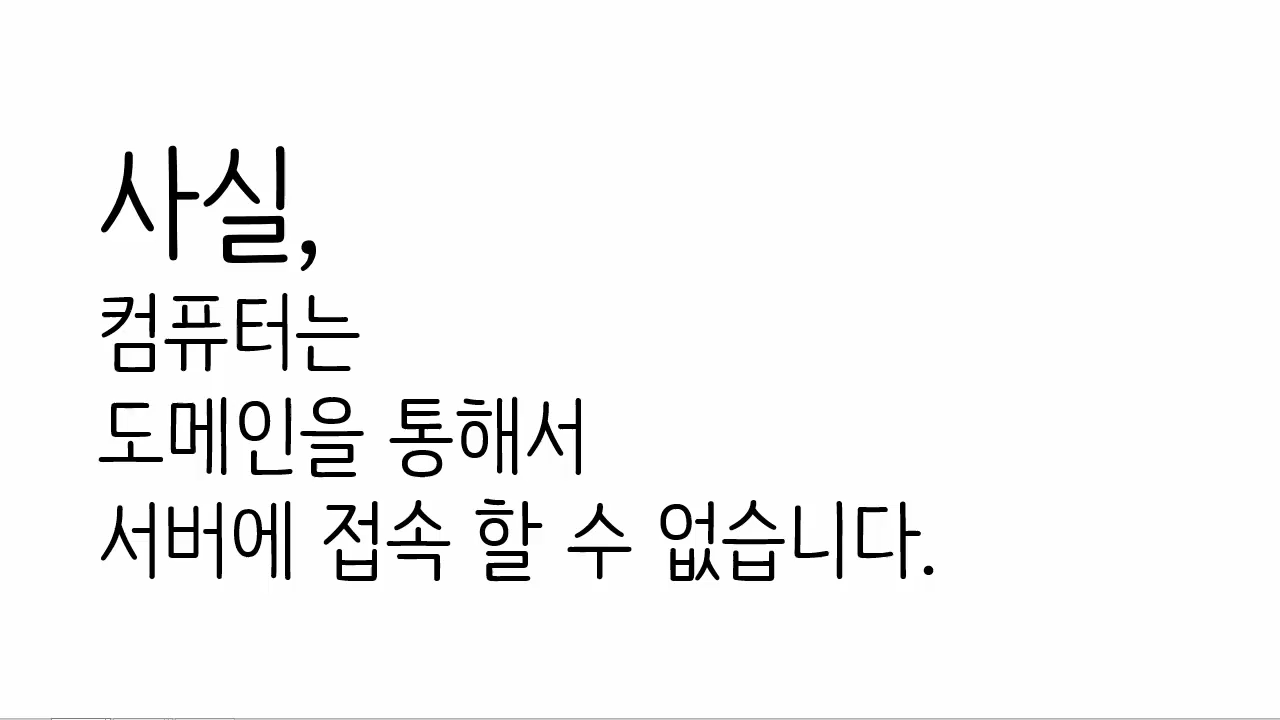 사실,
컴퓨터는
도메인을 통해서
서버에 접속 할 수 없습니다.